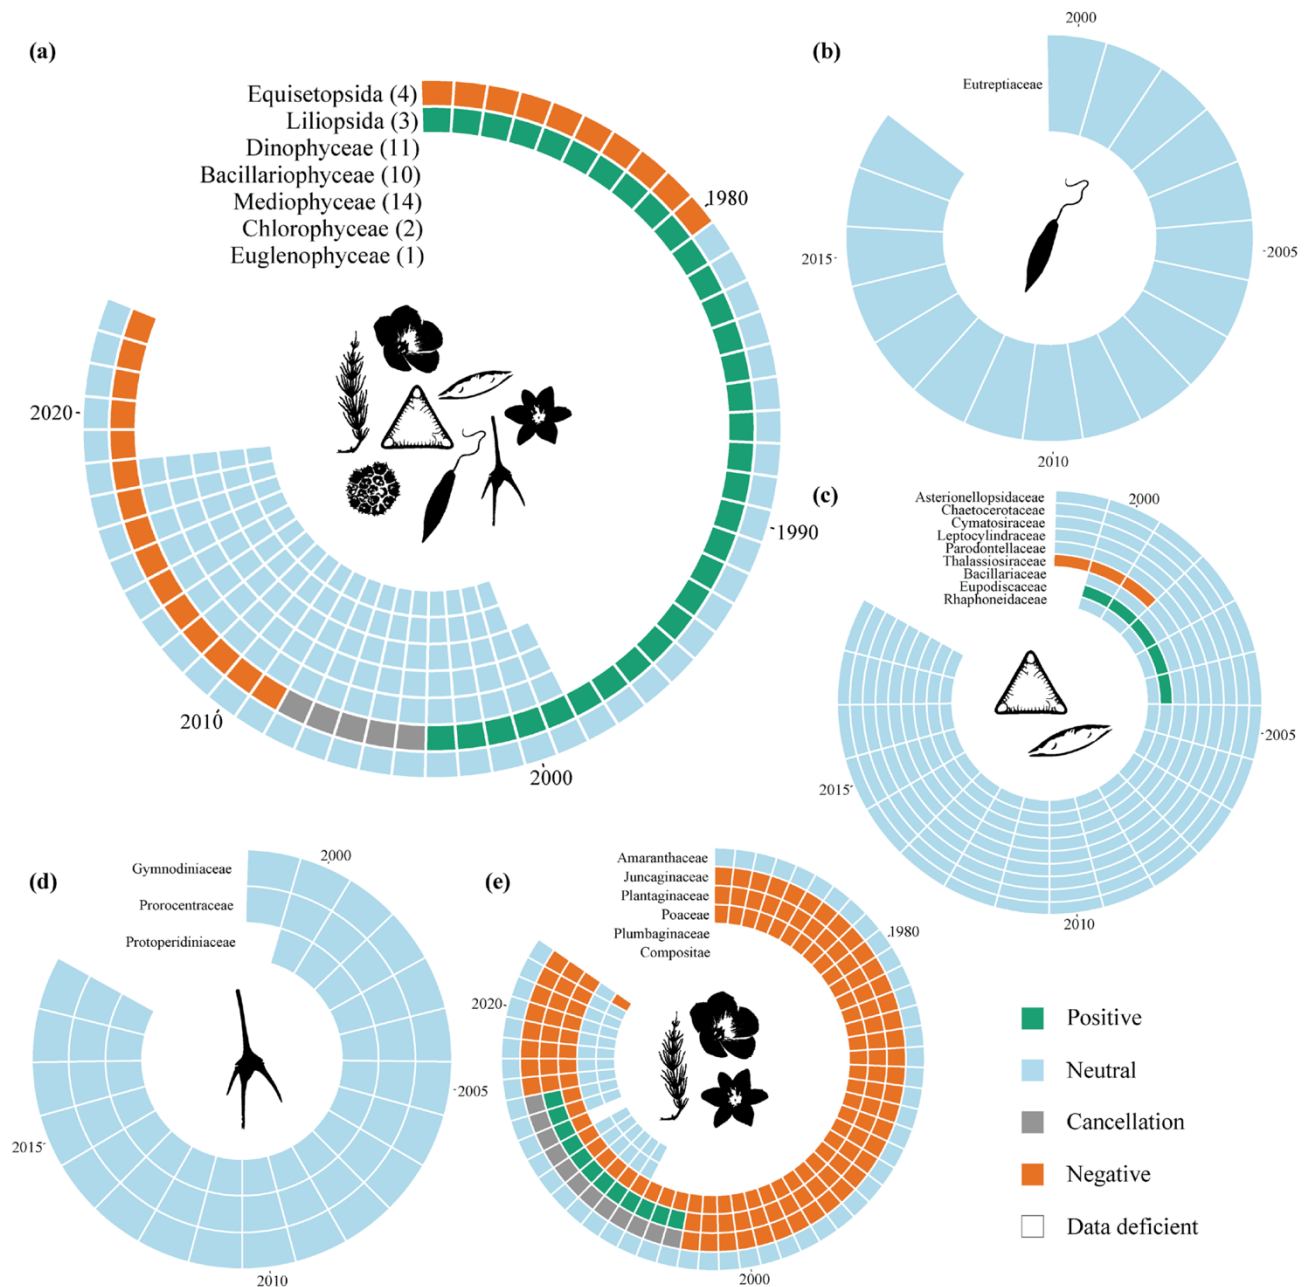 (a)
Equisetopsida (4)
Liliopsida (3)
Dinophyceae (11)
Bacillariophyceae (10)
Mediophyceae (14)
Chlorophyceae (2)
Euglenophyceae (1)
1980
1990
2000
2010
2020
(b)
Eutreptiaceae
2000
2005
2010
2015
(c)
Asterionellopsidaceae
Chaetocerotaceae
Cymatosiraceae
Leptocylindraceae
Parodontellaceae
Thalassiosiraceae
Bacillariaceae
Eupodiscaceae
Rhaphoneidaceae
2000
2005
2010
2015
(d)
Gymnodiniaceae
Prorocentraceae
Protoperidiniaceae
2000
2005
2010
2015
(e)
Amaranthaceae
Juncaginaceae
Plantaginaceae
Poaceae
Plumbaginaceae
Compositae
1980
2000
2020
Positive
Neutral
Cancellation
Negative
Data deficient